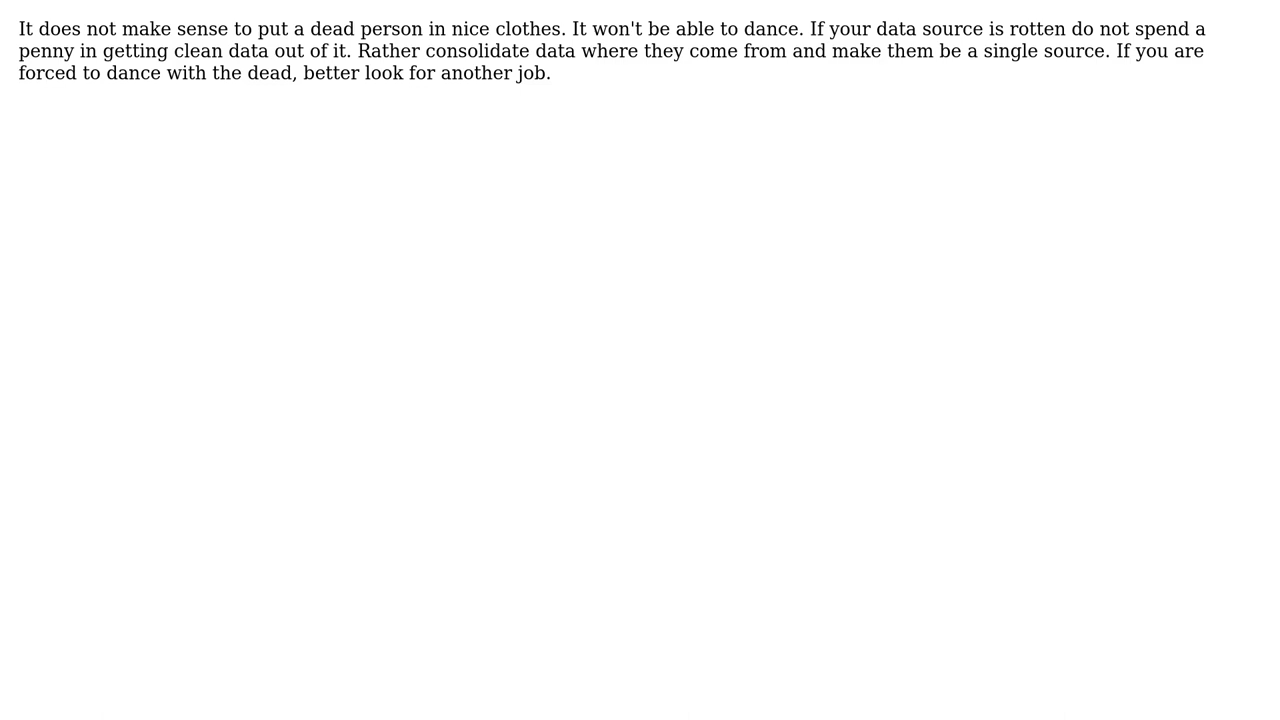 It does not make sense to put a dead person in nice clothes. It won't be able to dance. If your data source is rotten do not spend a
penny in getting clean data out of it. Rather consolidate data where they come from and make them be a single source. If you are
forced to dance with the dead, better look for another job.